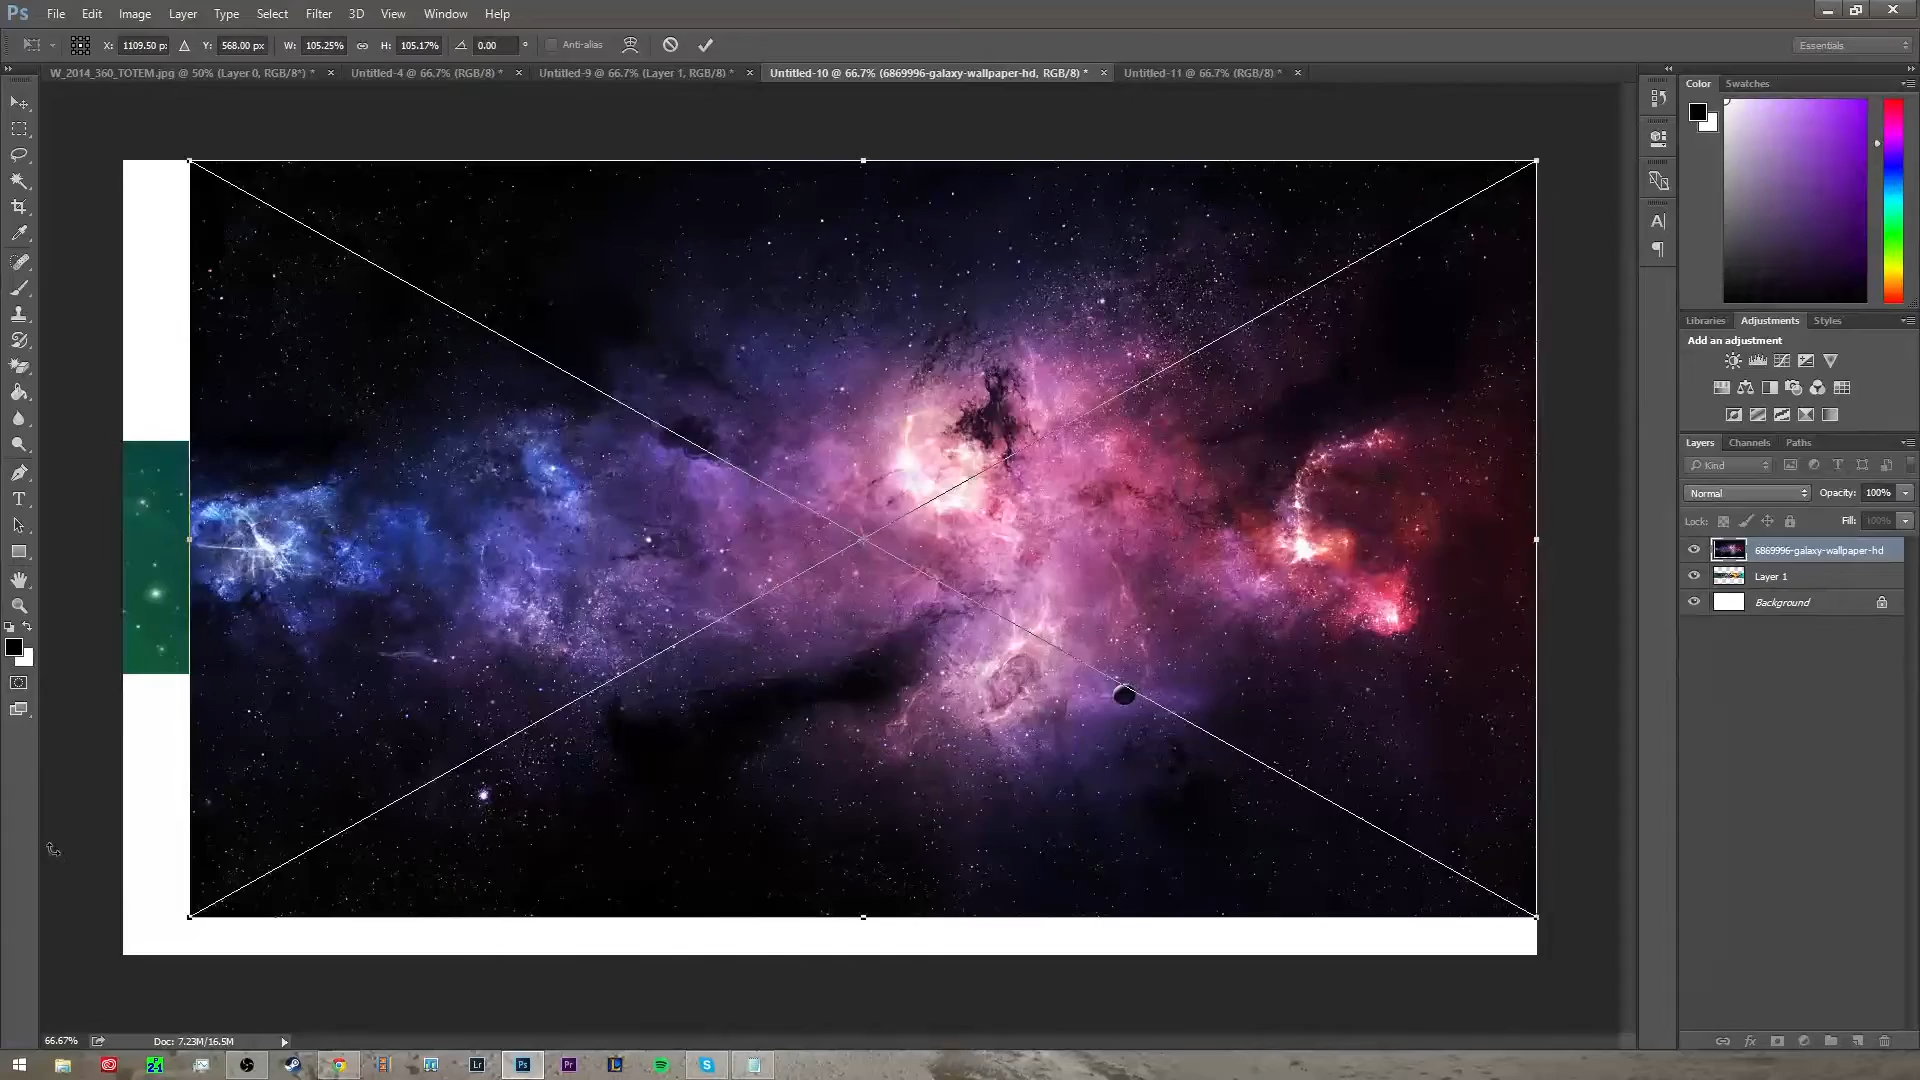 Ps File Edit Image Layer Type Select Filter 3D View Window Help
X: 1109.50 p: Y: 568.00 px W: 105.25% H: 105.17% 0.00 ° Anti-alias Essentials
W_2014_360_TOTEM.jpg @ 50% (Layer 0, RGB/8*) * × Untitled-4 @ 66.7% (RGB/8) * × Untitled-9 @ 66.7% (Layer 1, RGB/8) * × Untitled-10 @ 66.7% (6869996-galaxy-wallpaper-hd, RGB/8) * × Untitled-11 @ 66.7% (RGB/8) * ×
Color Swatches
Libraries Adjustments Styles
Add an adjustment
Layers Channels Paths
Kind
Normal Opacity: 100%
Lock: Fill: 100%
6869996-galaxy-wallpaper-hd
Layer 1
Background
66.67% Doc: 7.23M/16.5M
Lr Ps Pr